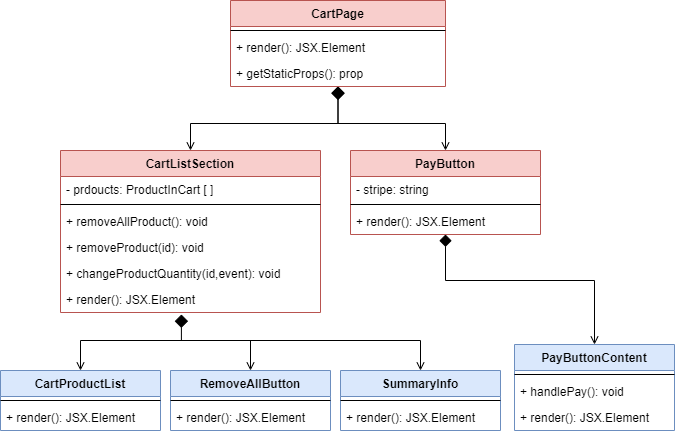 CartPage
+ render(): JSX.Element
+ getStaticProps(): prop
CartListSection
- prdoucts: ProductInCart [ ]
+ removeAllProduct(): void
+ removeProduct(id): void
+ changeProductQuantity(id,event): void
+ render(): JSX.Element
PayButton
- stripe: string
+ render(): JSX.Element
CartProductList
+ render(): JSX.Element
RemoveAllButton
+ render(): JSX.Element
SummaryInfo
+ render(): JSX.Element
PayButtonContent
+ handlePay(): void
+ render(): JSX.Element